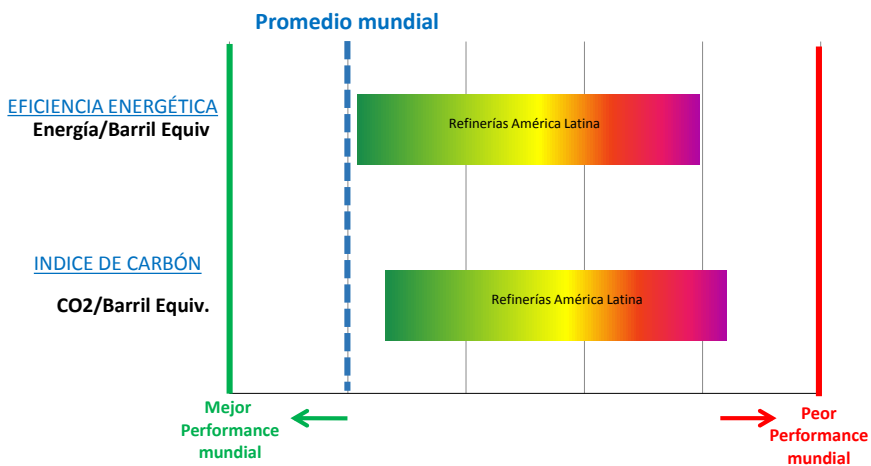 Promedio mundial
EFICIENCIA ENERGÉTICA
Energía/Barril Equiv
Refinerías América Latina
INDICE DE CARBÓN
CO2/Barril Equiv.
Refinerías América Latina
Mejor
Performance
mundial
Peor
Performance
mundial